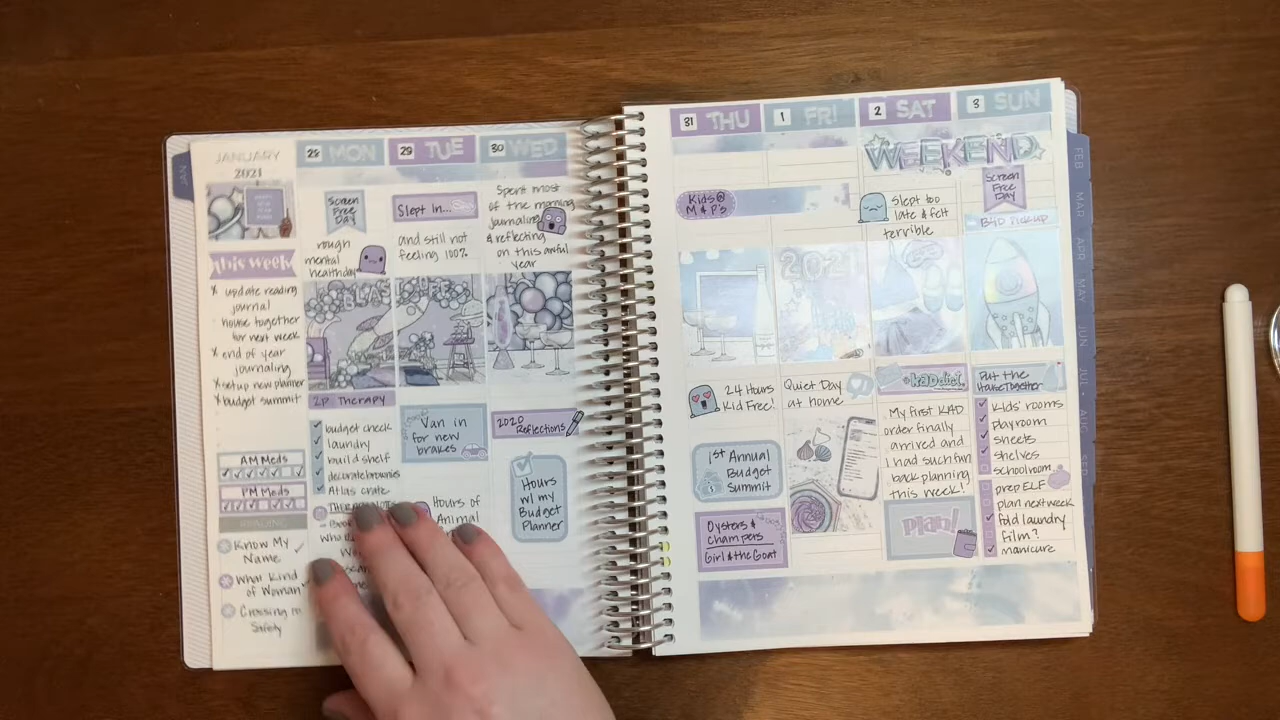 JAN
JANUARY
2021
this week
x update reading
journal
house together
for next week
x end of year
journaling
x setup new planner
x budget summit
AM Meds
PM Meds
READING
Know My
Name
What Kind
of Woman
Crossing to
Safety
28 MON
Screen
Free
DAY
rough
mental
health day
2p THERAPY
budget check
laundry
build shelf
decorate brownies
Atlas crate
29 TUE
Slept in...
and still not
feeling 100%
Van in
for new
brakes
Hours of
Animal
30 WED
Spent most
of the morning
journaling
& reflecting
on this awful
year
2020
Reflections
Hours
w/ my
Budget
Planner
31 THU
Kids@
M & P's
24 Hours
Kid Free!
1st Annual
Budget
Summit
Oysters &
Champers
Girl & the Goat
1 FRI
2021
Quiet Day
at home
2 SAT
WEEKEND
Slept too
late & felt
terrible
#kaddict
My first KAD
order finally
arrived and
I had such fun
back planning
this week!
Plan!
3 SUN
Screen
Free
DAY
Put the
House Together
kids' rooms
playroom
sheets
shelves
schoolroom
prep ELF
plan next week
fold laundry
film?
manicure
FEB
MAR
APR
MAY
JUN
JUL
AUG
SEP